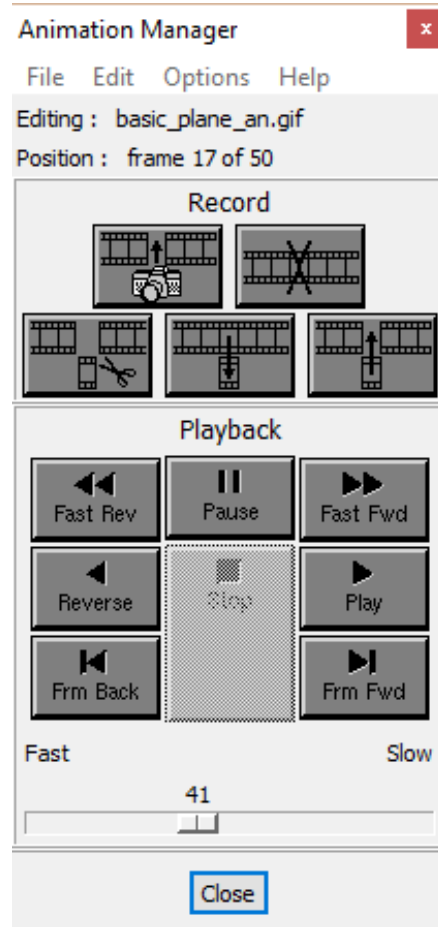 Animation Manager x
File Edit Options Help
Editing : basic_plane_an.gif
Position : frame 17 of 50
Record
Playback
Fast Rev Pause Fast Fwd
Reverse Stop Play
Frm Back Frm Fwd
Fast Slow
41
Close